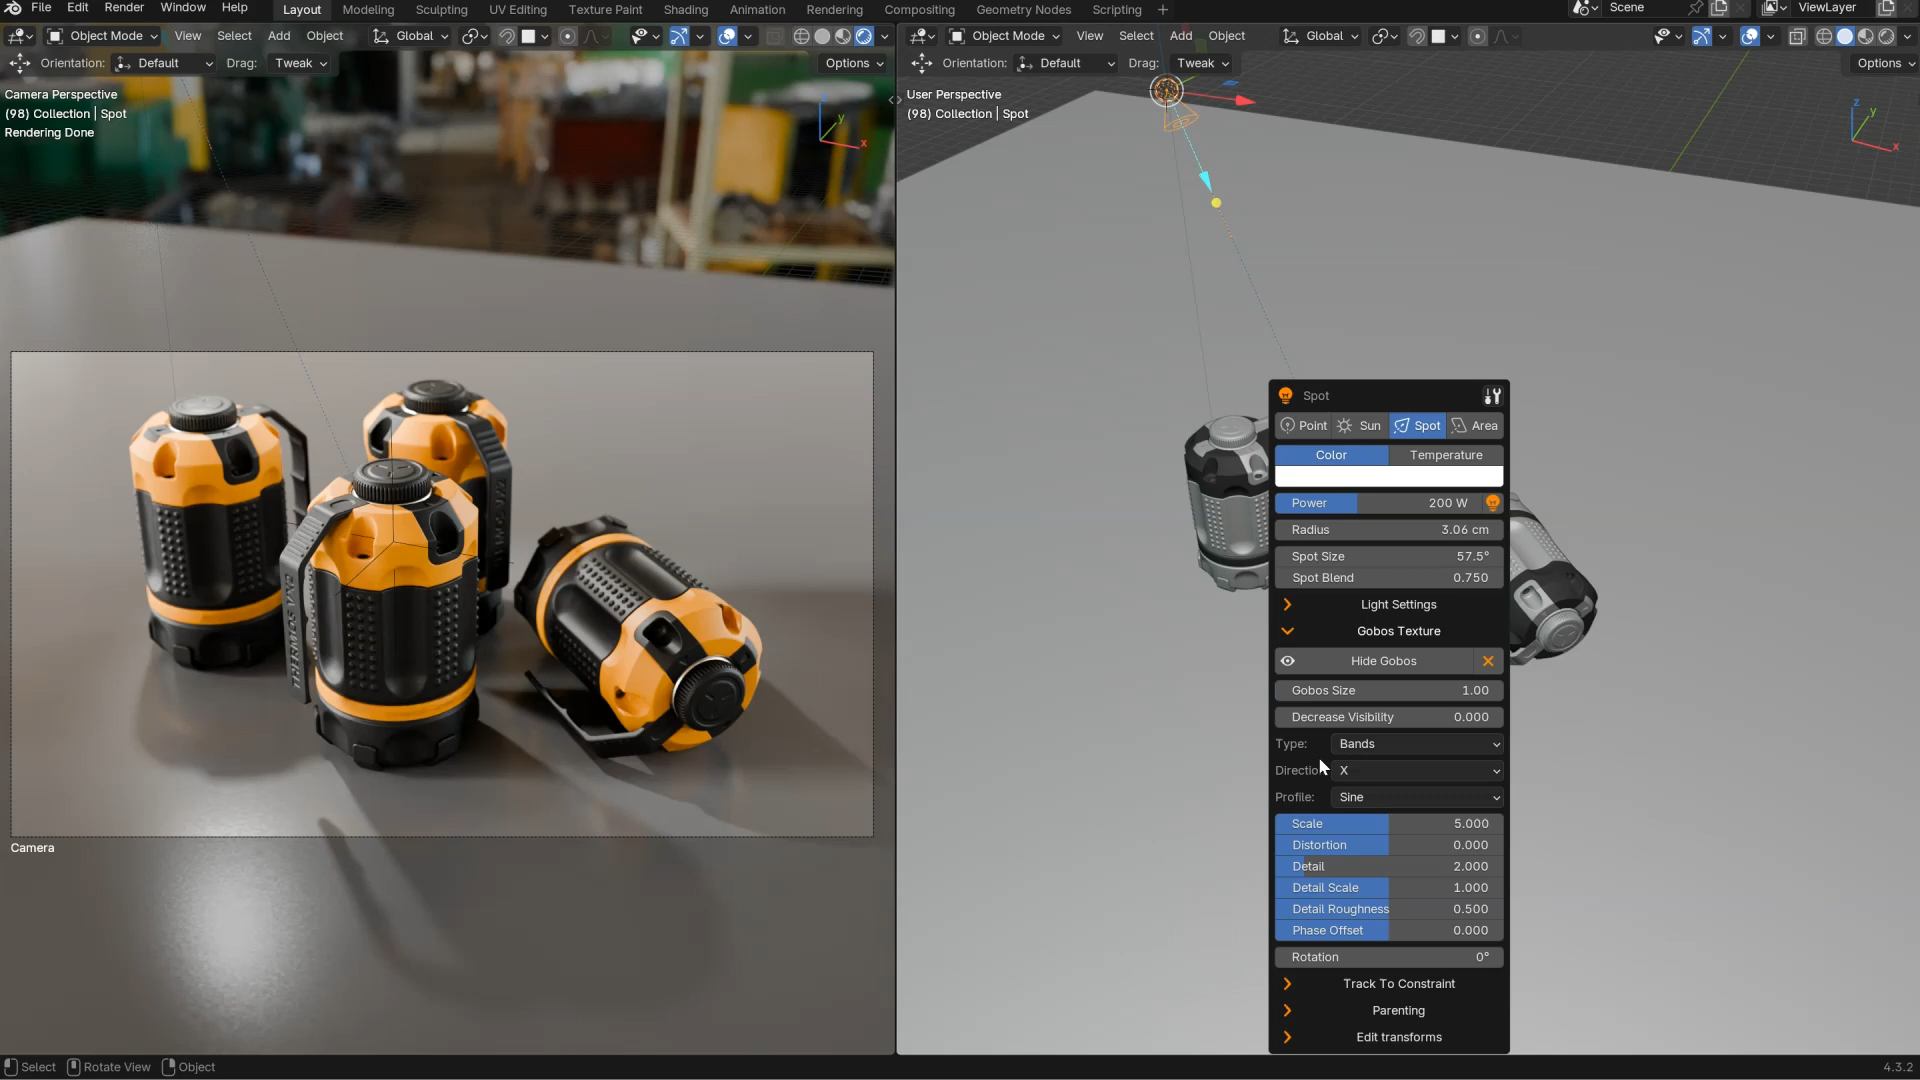 File Edit Render Window Help Layout Modeling Sculpting UV Editing Texture Paint Shading Animation Rendering Compositing Geometry Nodes Scripting + Scene ViewLayer
Object Mode View Select Add Object Global Object Mode View Select Add Object Global
Orientation: Default Drag: Tweak Options Orientation: Default Drag: Tweak Options
Camera Perspective
(98) Collection | Spot
Rendering Done
y
x
User Perspective
(98) Collection | Spot
z
y
x
Camera
Spot
Point Sun Spot Area
Color Temperature
Power 200 W
Radius 3.06 cm
Spot Size 57.5°
Spot Blend 0.750
Light Settings
Gobos Texture
Hide Gobos
Gobos Size 1.00
Decrease Visibility 0.000
Type: Bands
Directio X
Profile: Sine
Scale 5.000
Distortion 0.000
Detail 2.000
Detail Scale 1.000
Detail Roughness 0.500
Phase Offset 0.000
Rotation 0°
Track To Constraint
Parenting
Edit transforms
Select Rotate View Object 4.3.2